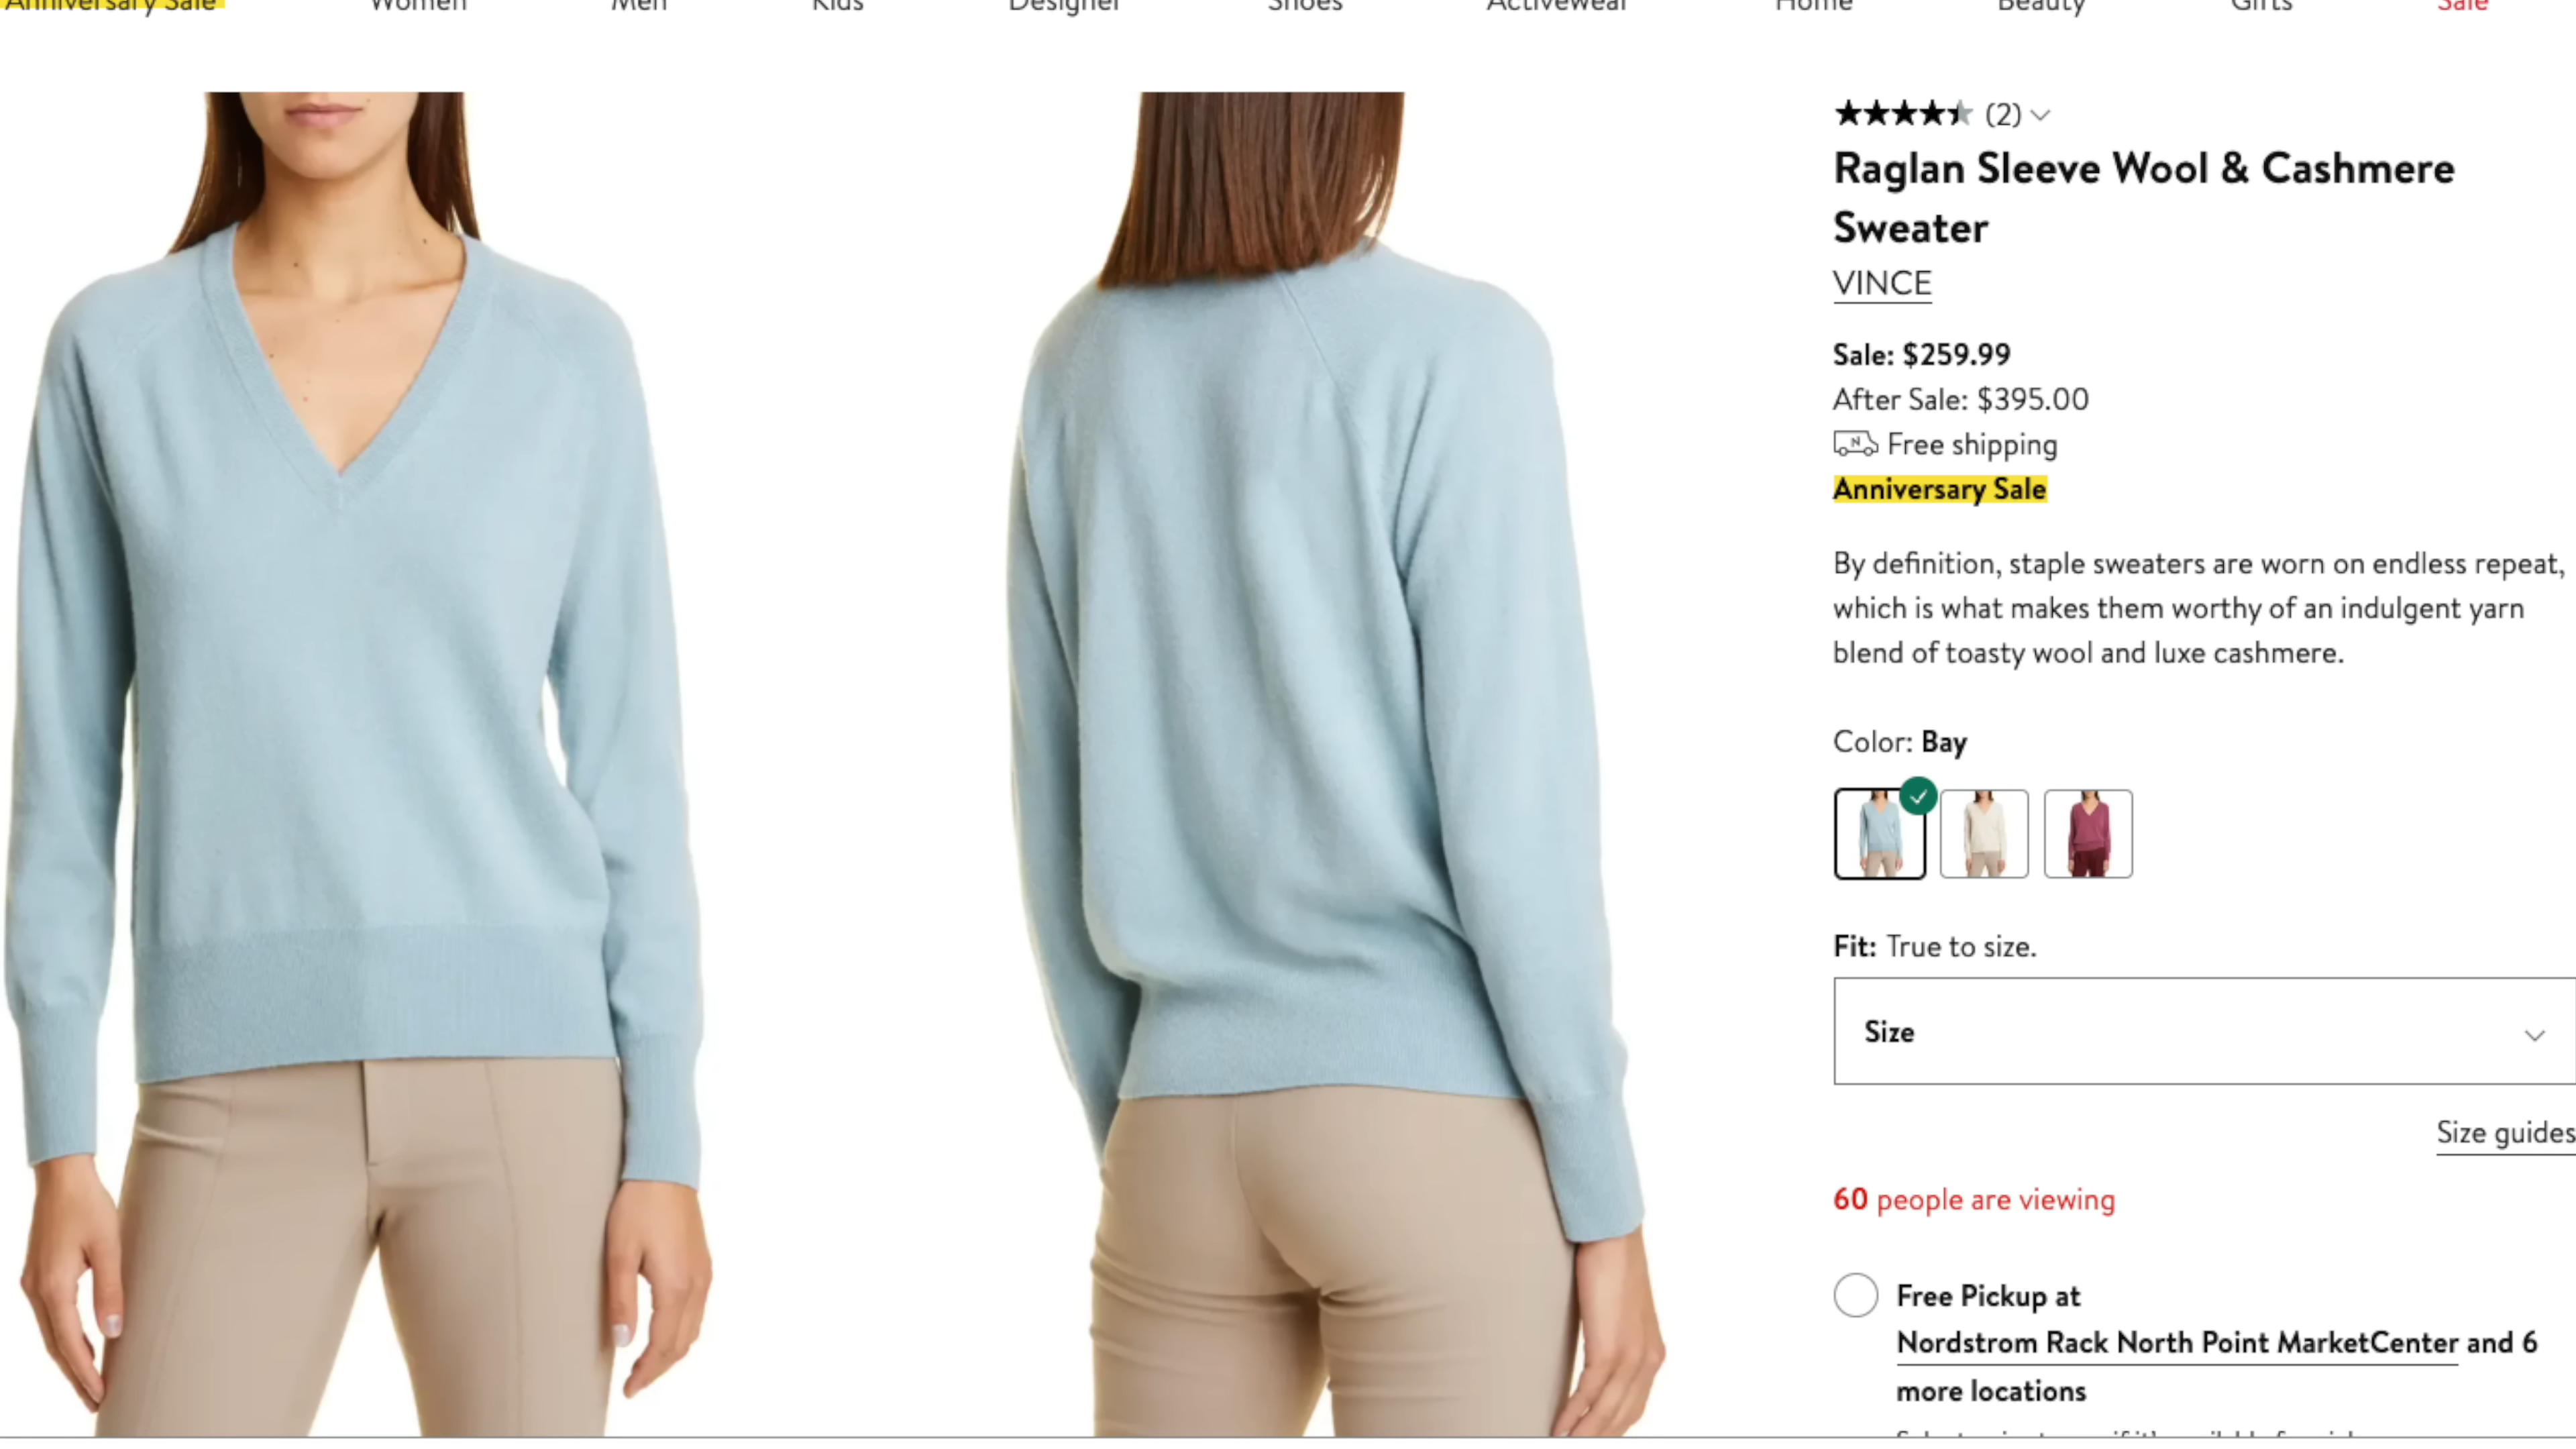 Anniversary Sale Women Men Kids Designer Shoes Activewear Home Beauty Gifts Sale
(2)
Raglan Sleeve Wool & Cashmere
Sweater
VINCE
Sale: $259.99
After Sale: $395.00
N Free shipping
Anniversary Sale
By definition, staple sweaters are worn on endless repeat,
which is what makes them worthy of an indulgent yarn
blend of toasty wool and luxe cashmere.
Color: Bay
Fit: True to size.
Size
Size guides
60 people are viewing
Free Pickup at
Nordstrom Rack North Point MarketCenter and 6
more locations